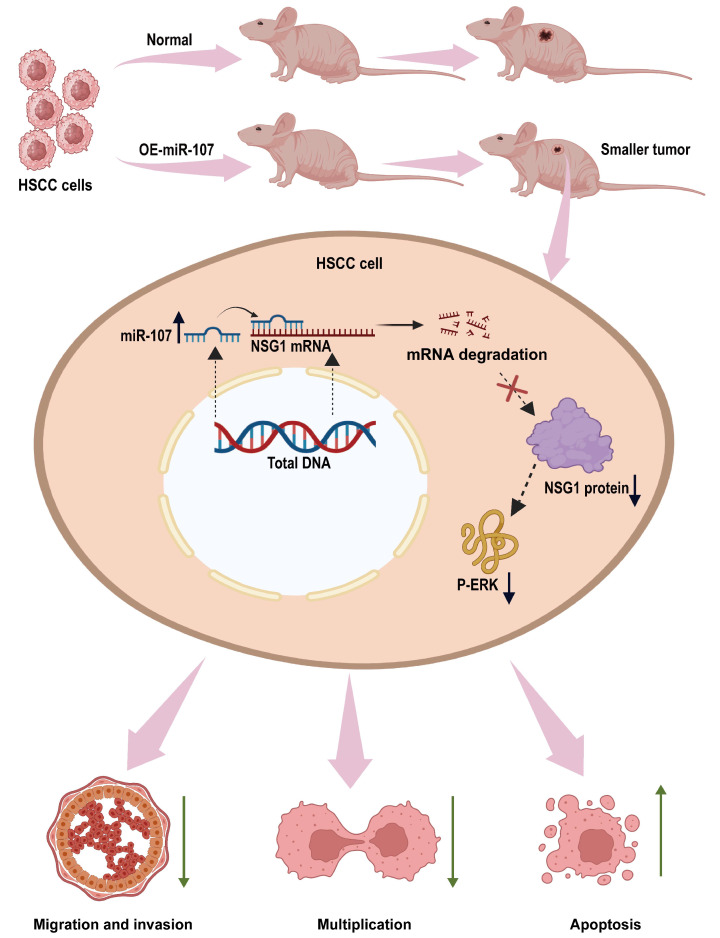 Normal
OE-miR-107
HSCC cells
Smaller tumor
HSCC cell
miR-107
NSG1 mRNA
mRNA degradation
Total DNA
NSG1 protein
P-ERK
Migration and invasion
Multiplication
Apoptosis